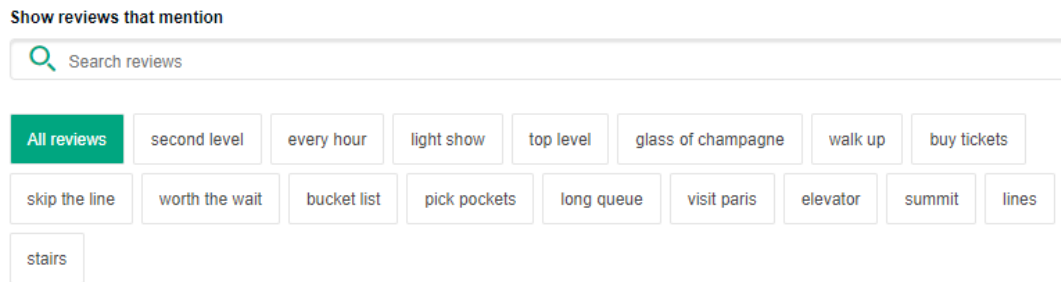 Show reviews that mention
Search reviews
All reviews second level every hour light show top level glass of champagne walk up buy tickets
skip the line worth the wait bucket list pick pockets long queue visit paris elevator summit lines
stairs